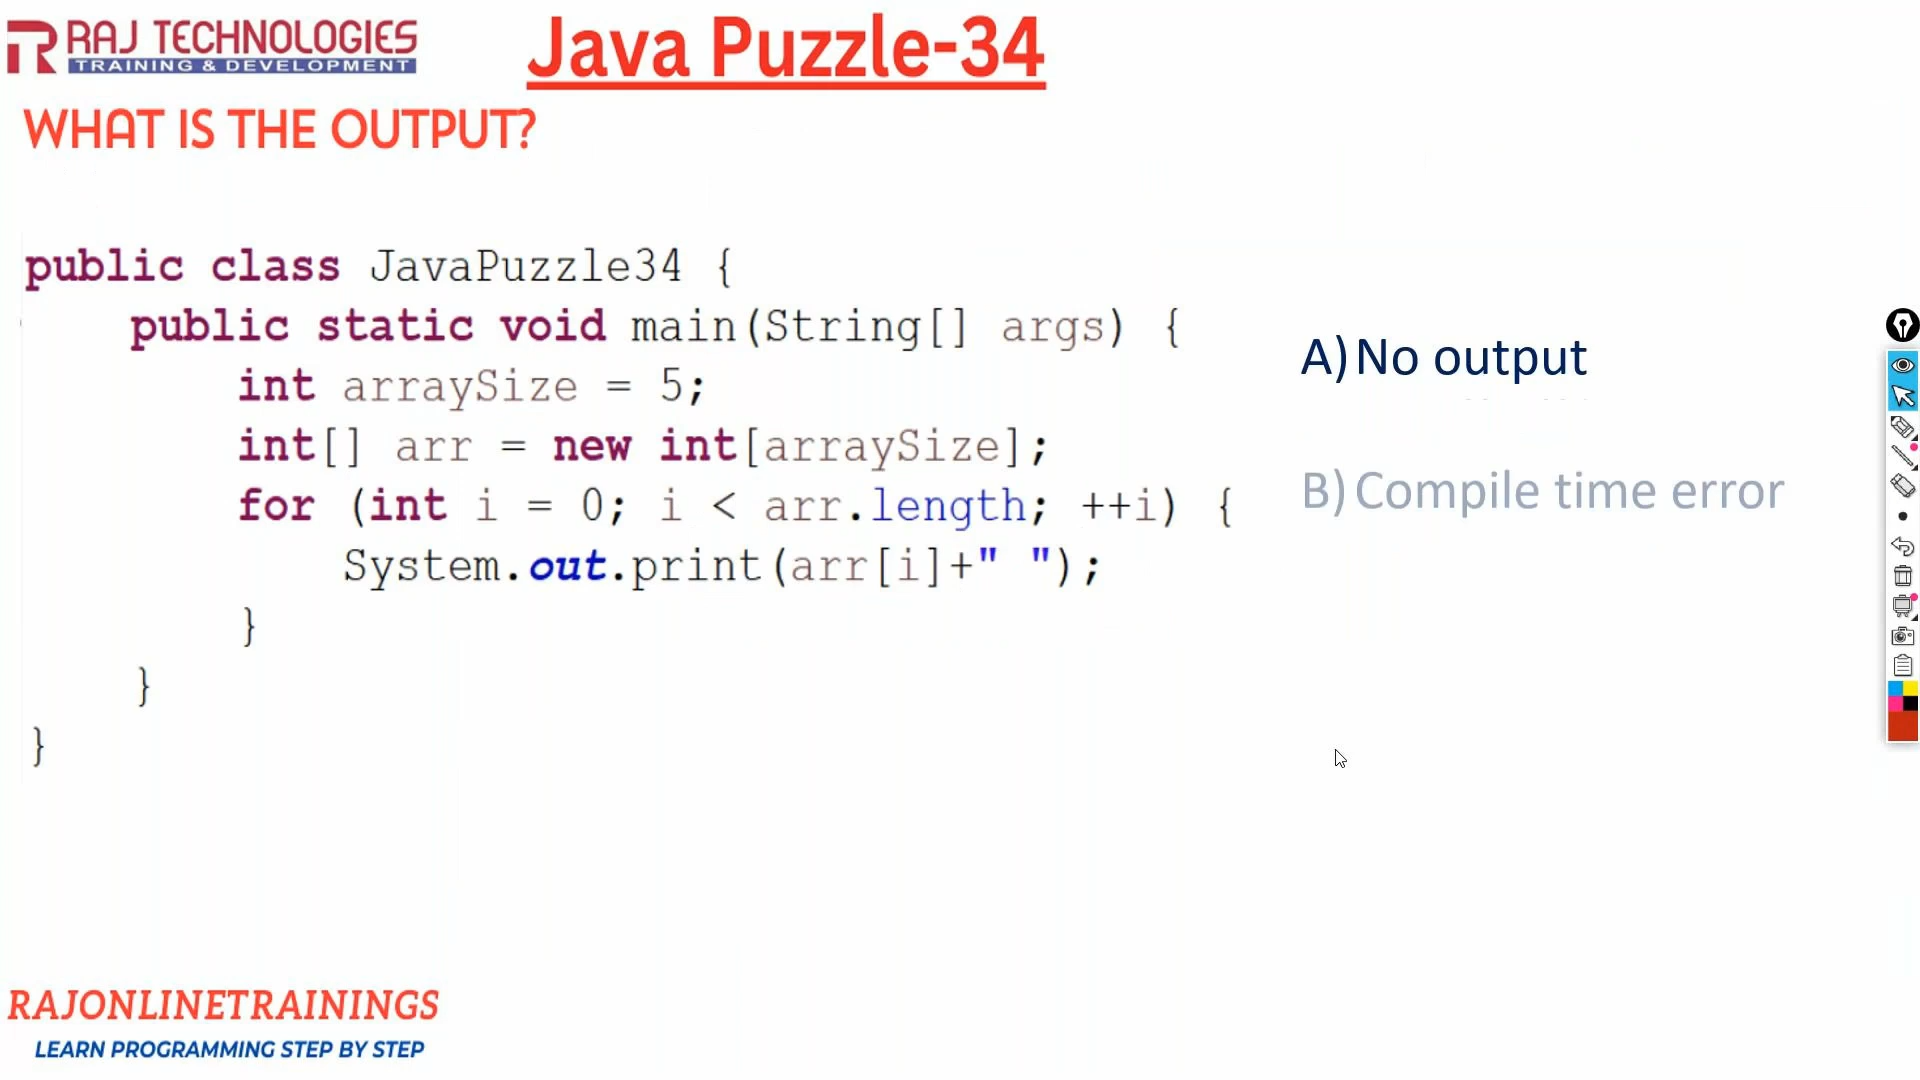 RAJ TECHNOLOGIES
TRAINING & DEVELOPMENT
Java Puzzle-34
WHAT IS THE OUTPUT?
public class JavaPuzzle34 {
public static void main(String[] args) {
int arraySize = 5;
int[] arr = new int[arraySize];
for (int i = 0; i < arr.length; ++i) {
System.out.print(arr[i]+" ");
}
}
}
A) No output
B) Compile time error
RAJONLINETRAININGS
LEARN PROGRAMMING STEP BY STEP